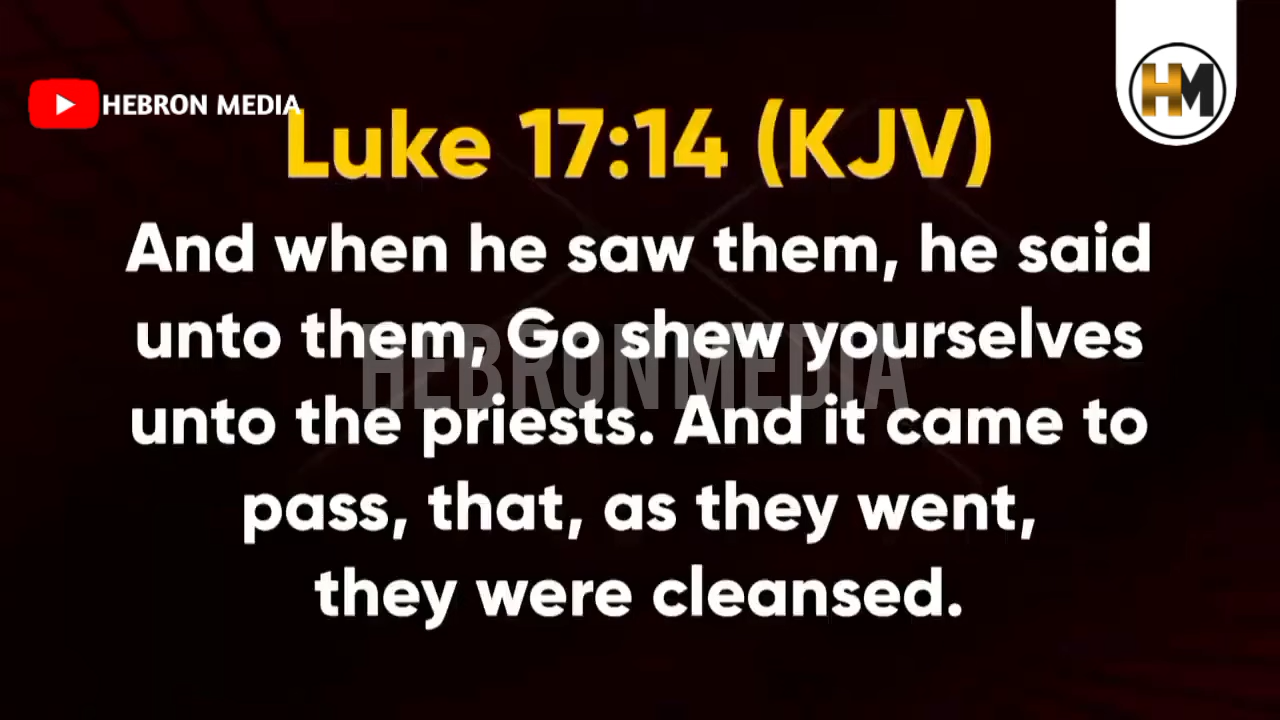 HEBRON MEDIA
HM
Luke 17:14 (KJV)
And when he saw them, he said
unto them, Go shew yourselves
HEBRON MEDIA
unto the priests. And it came to
pass, that, as they went,
they were cleansed.